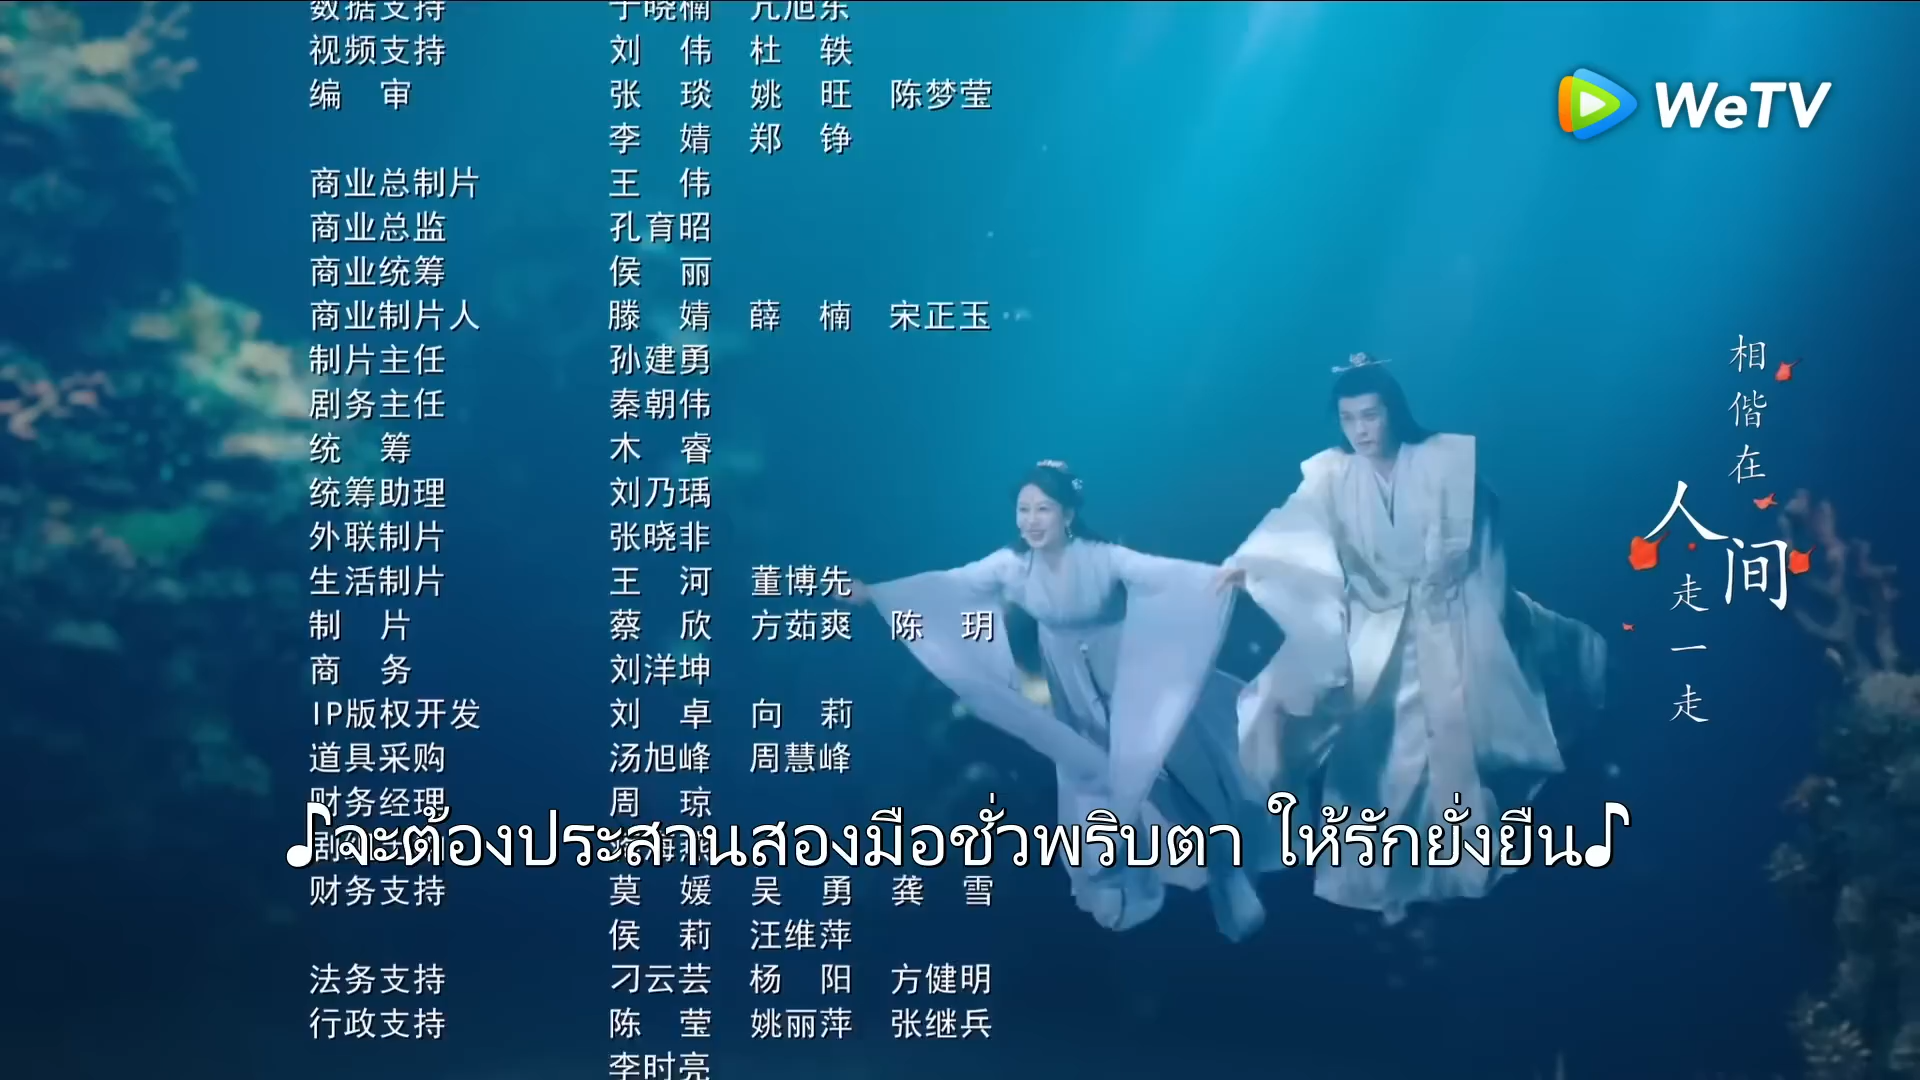 数据支持 于晓楠 亢旭东
视频支持 刘伟 杜轶
编审 张琰 姚旺 陈梦莹
李婧 郑铮
商业总制片 王伟
商业总监 孔育昭
商业统筹 侯丽
商业制片人 滕婧 薛楠 宋正玉
制片主任 孙建勇
剧务主任 秦朝伟
统筹 木睿
统筹助理 刘乃瑀
外联制片 张晓非
生活制片 王河 董博先
制片 蔡欣 方茹爽 陈玥
商务 刘洋坤
IP版权开发 刘卓 向莉
道具采购 汤旭峰 周慧峰
财务经理 周琼
♪จะต้องประสานสองมือชั่วพริบตา ให้รักยั่งยืน♪
财务支持 莫媛 吴勇 龚雪
侯莉 汪维萍
法务支持 刁云芸 杨阳 方健明
行政支持 陈莹 姚丽萍 张继兵
李时亮
WeTV
相偕在
人间
走一走